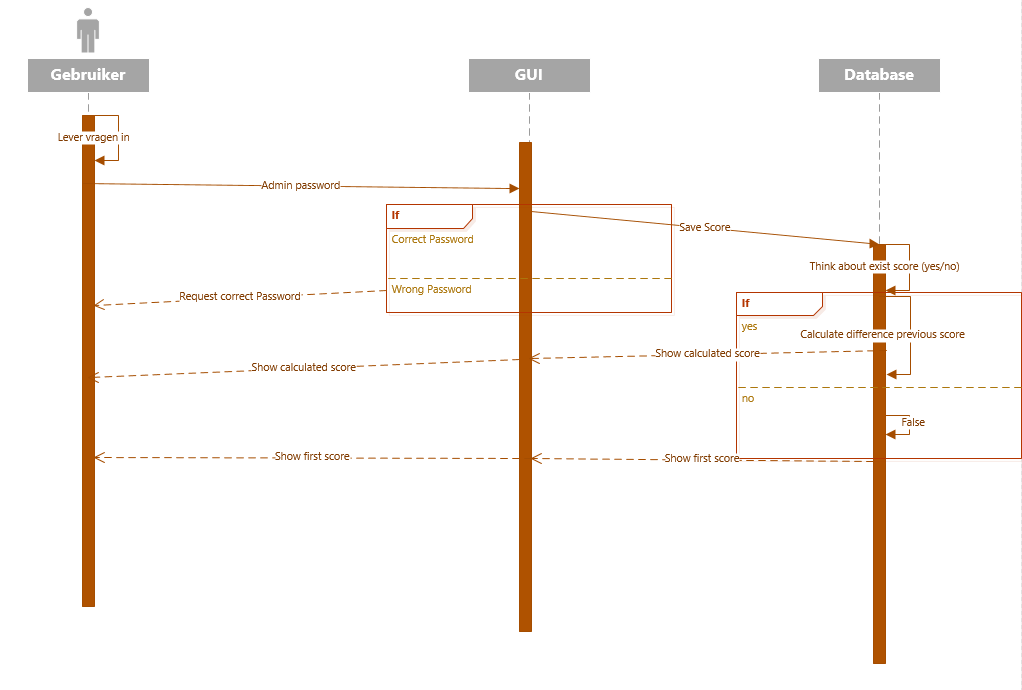 Gebruiker
GUI
Database
Lever vragen in
Admin password
If
Correct Password
Save Score
Think about exist score (yes/no)
Wrong Password
Request correct Password
If
yes
Calculate difference previous score
Show calculated score
Show calculated score
no
False
Show first score
Show first score